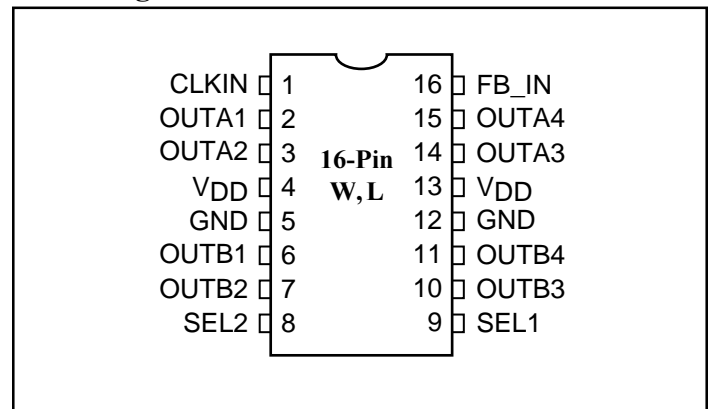 CLKIN 1 16 FB_IN
OUTA1 2 15 OUTA4
OUTA2 3 16-Pin 14 OUTA3
VDD 4 W, L 13 VDD
GND 5 12 GND
OUTB1 6 11 OUTB4
OUTB2 7 10 OUTB3
SEL2 8 9 SEL1